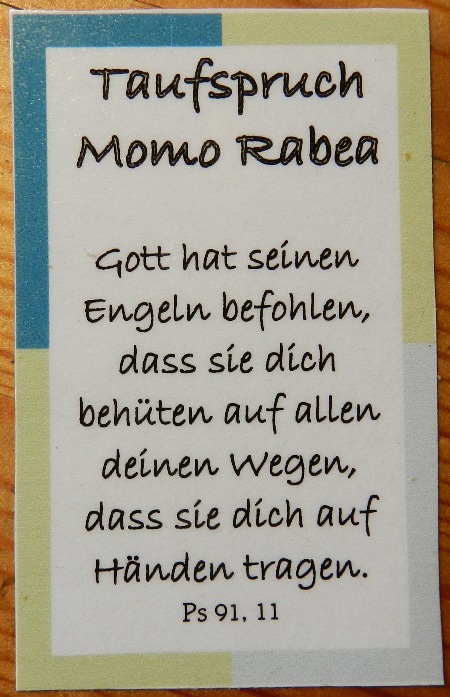 Taufspruch
Momo Rabea
Gott hat seinen
Engeln befohlen,
dass sie dich
behüten auf allen
deinen Wegen,
dass sie dich auf
Händen tragen.
Ps 91, 11